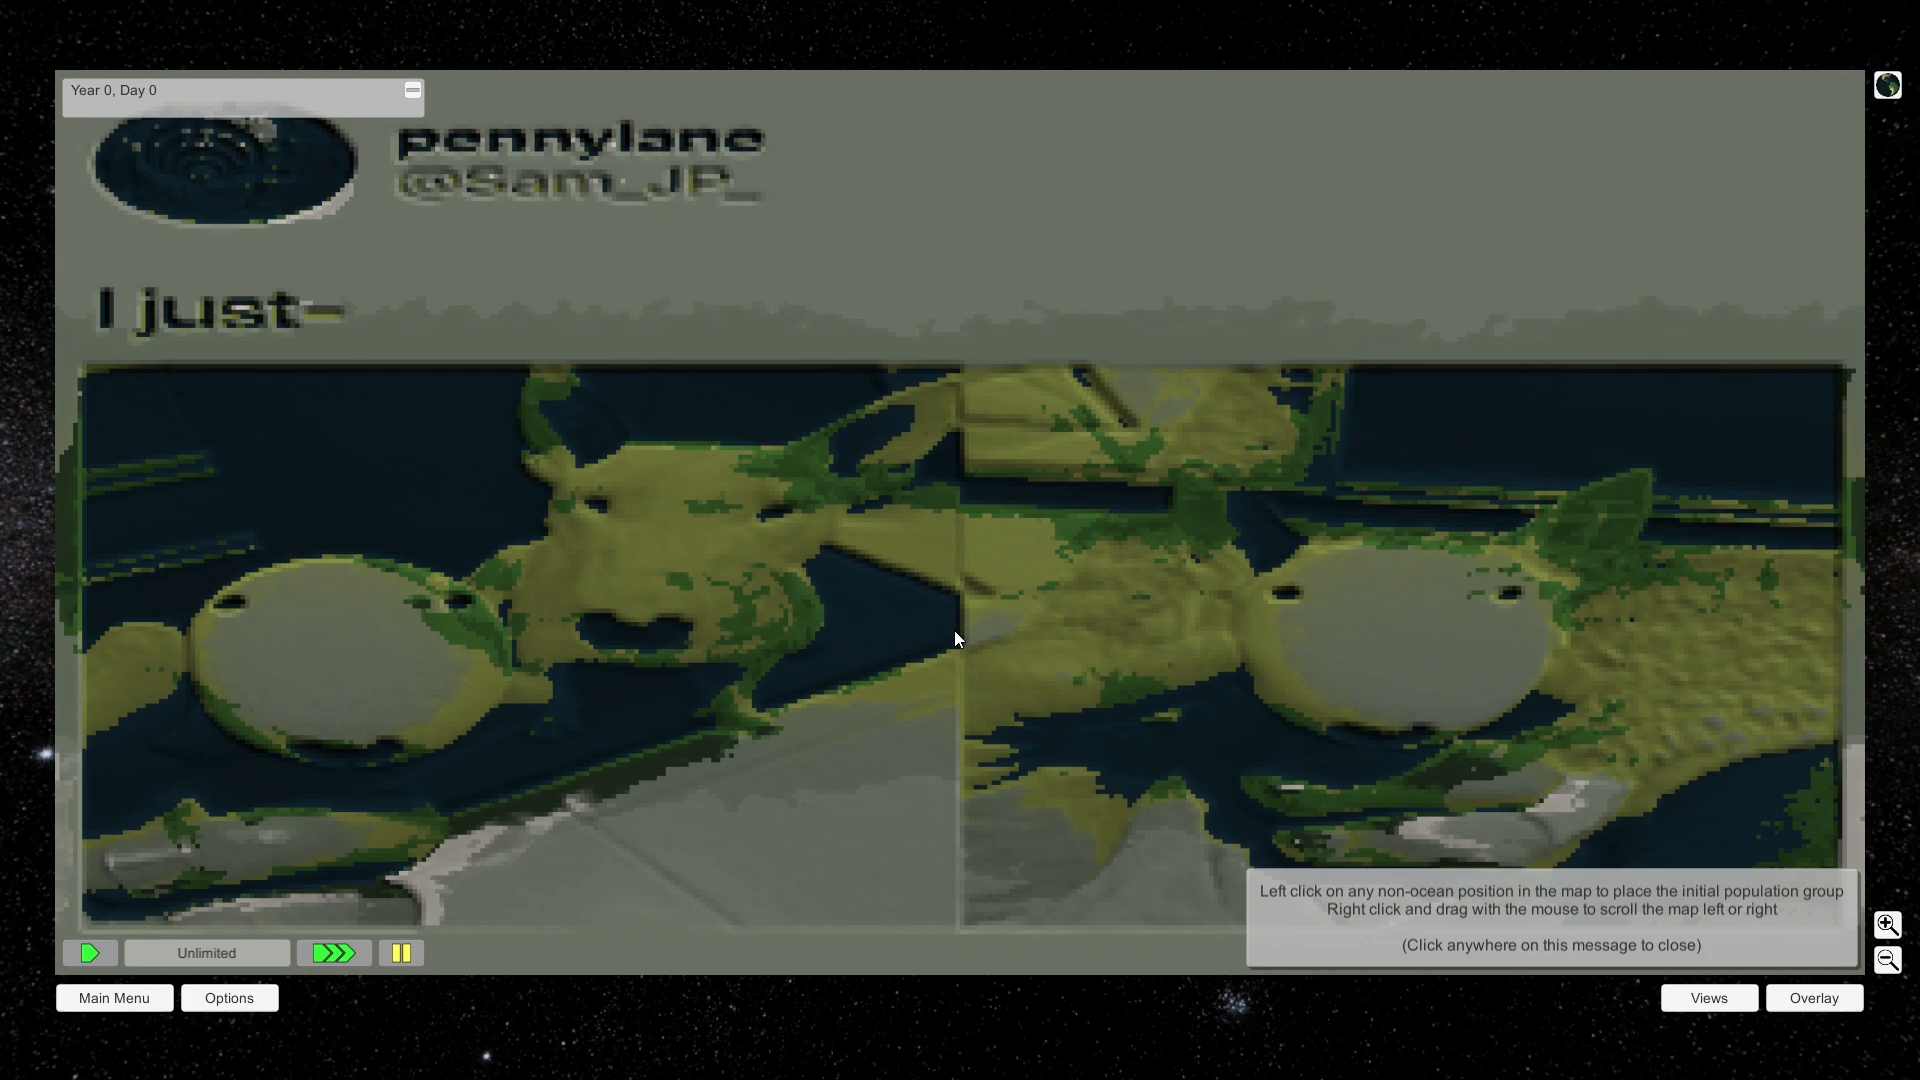 Year 0, Day 0
pennylane
@Sam_JP_
I just-
Left click on any non-ocean position in the map to place the initial population group
Right click and drag with the mouse to scroll the map left or right
(Click anywhere on this message to close)
Unlimited
Main Menu
Options
Views
Overlay